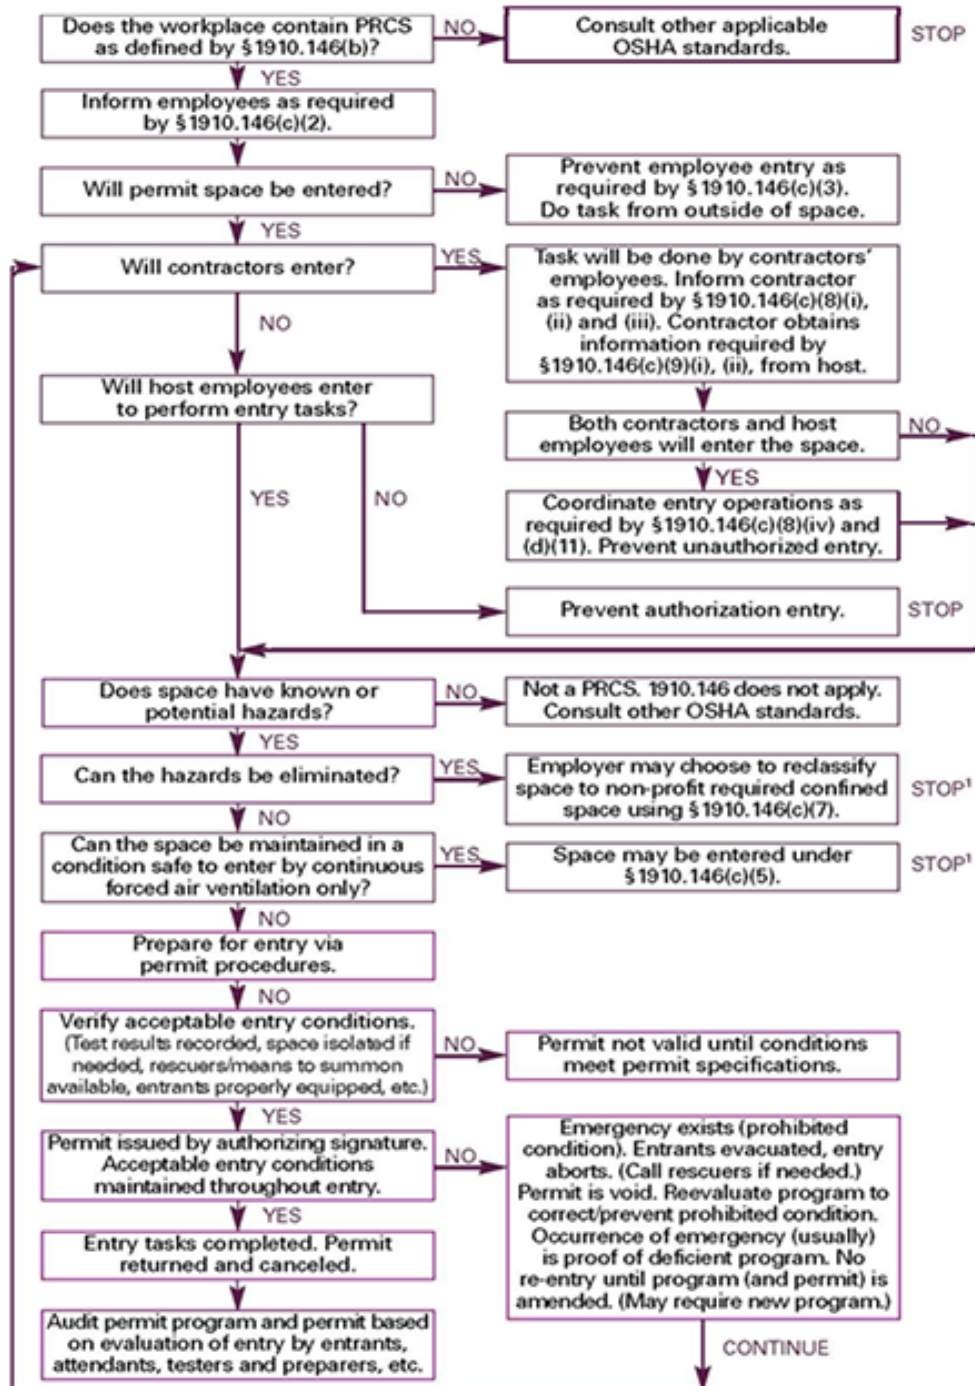 Does the workplace contain PRCS
as defined by §1910.146(b)?
NO
Consult other applicable
OSHA standards.
STOP
YES
Inform employees as required
by §1910.146(c)(2).
Will permit space be entered?
NO
Prevent employee entry as
required by §1910.146(c)(3).
Do task from outside of space.
YES
Will contractors enter?
YES
Task will be done by contractors'
employees. Inform contractor
as required by §1910.146(c)(8)(i),
(ii) and (iii). Contractor obtains
information required by
§1910.146(c)(9)(i), (ii), from host.
NO
Will host employees enter
to perform entry tasks?
Both contractors and host
employees will enter the space.
NO
YES
YES
NO
Coordinate entry operations as
required by §1910.146(c)(8)(iv) and
(d)(11). Prevent unauthorized entry.
Prevent authorization entry.
STOP
Does space have known or
potential hazards?
NO
Not a PRCS. 1910.146 does not apply.
Consult other OSHA standards.
YES
Can the hazards be eliminated?
YES
Employer may choose to reclassify
space to non-profit required confined
space using §1910.146(c)(7).
STOP¹
NO
Can the space be maintained in a
condition safe to enter by continuous
forced air ventilation only?
YES
Space may be entered under
§1910.146(c)(5).
STOP¹
NO
Prepare for entry via
permit procedures.
NO
Verify acceptable entry conditions.
(Test results recorded, space isolated if
needed, rescuers/means to summon
available, entrants properly equipped, etc.)
NO
Permit not valid until conditions
meet permit specifications.
YES
Permit issued by authorizing signature.
Acceptable entry conditions
maintained throughout entry.
NO
Emergency exists (prohibited
condition). Entrants evacuated, entry
aborts. (Call rescuers if needed.)
Permit is void. Reevaluate program to
correct/prevent prohibited condition.
Occurrence of emergency (usually)
is proof of deficient program. No
re-entry until program (and permit) is
amended. (May require new program.)
YES
Entry tasks completed. Permit
returned and canceled.
Audit permit program and permit based
on evaluation of entry by entrants,
attendants, testers and preparers, etc.
CONTINUE